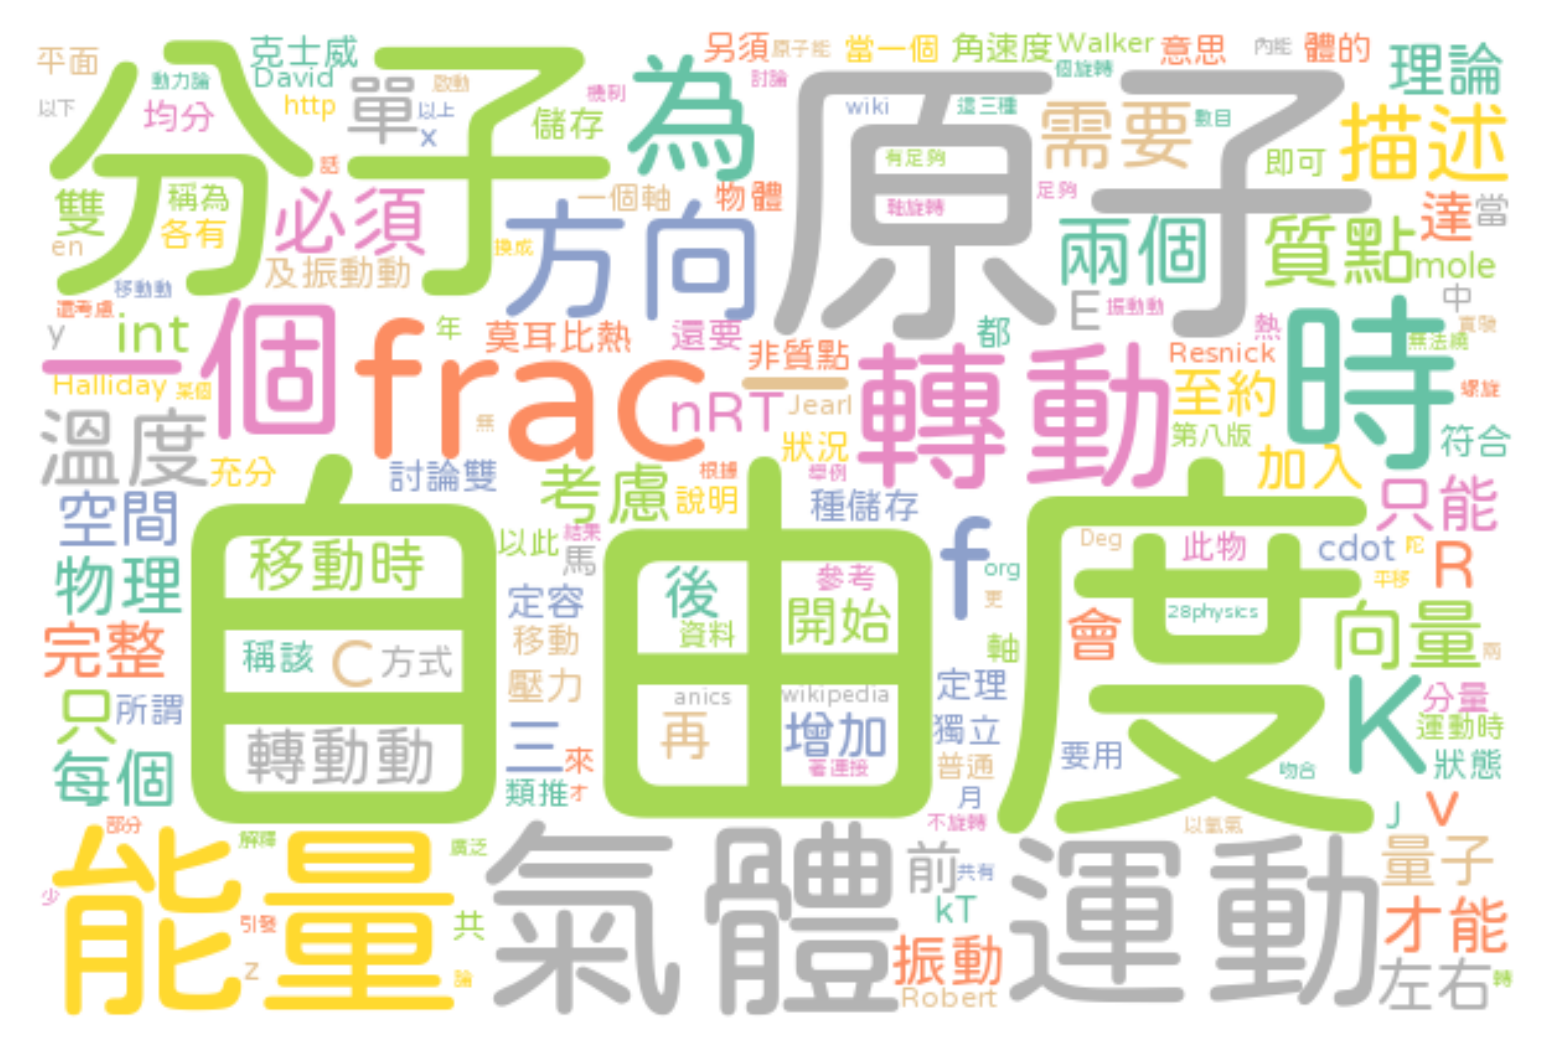 平面
克士威
David
動力論
http
啟動
機利
討論
另須
原子能
當一個
角速度
Walker
個旋轉
意思
內能
體的
理論
以下
均分
單
以上
x
儲存
為
wiki
這三種
需要
數目
描述
分子
原子
話
有足夠
即可
雙
稱為
各有
en
必須
一個軸
物體
軸旋轉
足夠
兩個
質點
達
當
及振動動
換成
方向
mole
移動動
還考慮
y
int
一個
frac
年
莫耳比熱
還要
非質點
一
都
E
振動動
熱
時
中
實發
無法繞
Halliday
某個
nRT
Jearl
轉動
Resnick
至約
螺旋
溫度
充分
無
狀況
第八版
加入
符合
討論雙
考慮
根據
說明
舉例
種儲存
只能
空間
以此
結果
馬
f
Deg
此物
cdot
陀
R
自由度
移動時
物理
定容
後
參考
開始
資料
org
更
28physics
平移
完整
稱該
C
方式
移動
軸
會
向量
兩
只
所謂
壓力
anics
wikipedia
定理
K
分量
每個
轉動動
三
來
再
增加
著連接
獨立
普通
要用
運動時
狀態
類推
才
月
吻合
部分
不旋轉
以氫氣
J
V
能量
解釋
廣泛
氣體
前
共有
運動
量子
少
引發
共
kT
才能
z
論
振動
Robert
左右
轉